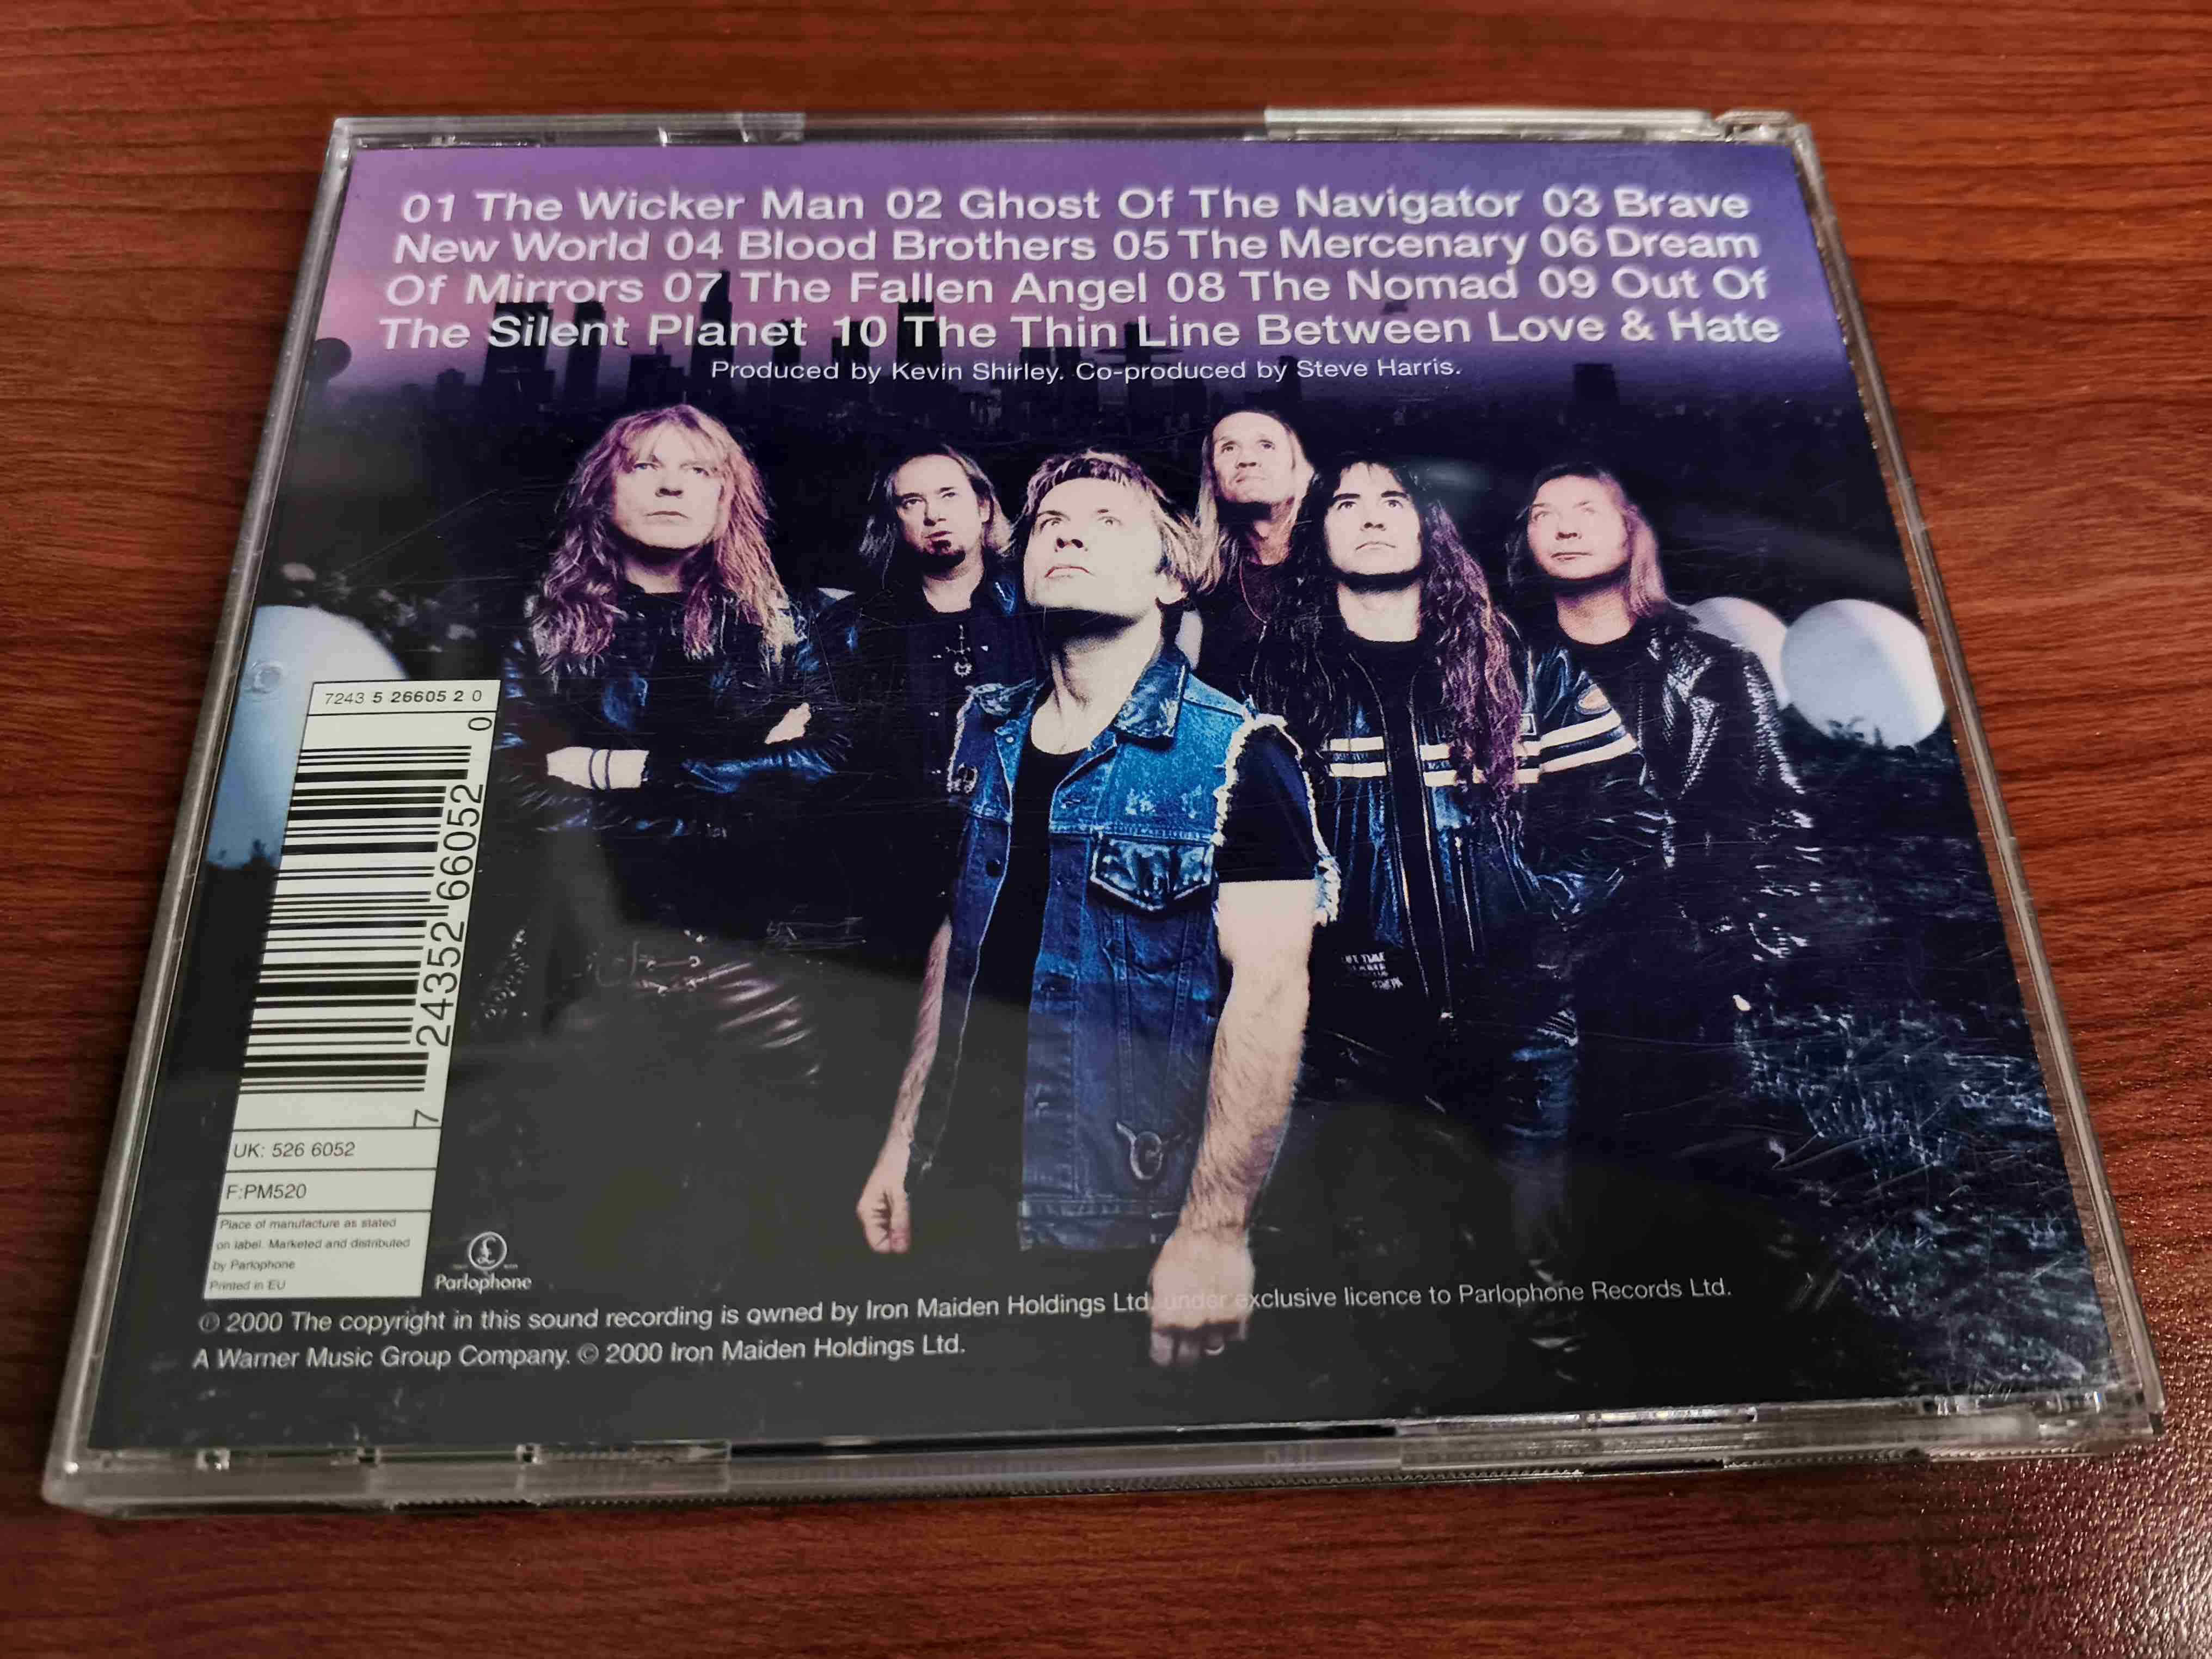 01 The Wicker Man 02 Ghost Of The Navigator 03 Brave
New World 04 Blood Brothers 05 The Mercenary 06 Dream
Of Mirrors 07 The Fallen Angel 08 The Nomad 09 Out Of
The Silent Planet 10 The Thin Line Between Love & Hate
Produced by Kevin Shirley. Co-produced by Steve Harris.
7243 5 26605 2 0
7 24352 66052 0
UK: 526 6052
F:PM520
Place of manufacture as stated
on label. Marketed and distributed
by Parlophone
Printed in EU
£
Parlophone
℗ 2000 The copyright in this sound recording is owned by Iron Maiden Holdings Ltd. under exclusive licence to Parlophone Records Ltd.
A Warner Music Group Company. © 2000 Iron Maiden Holdings Ltd.